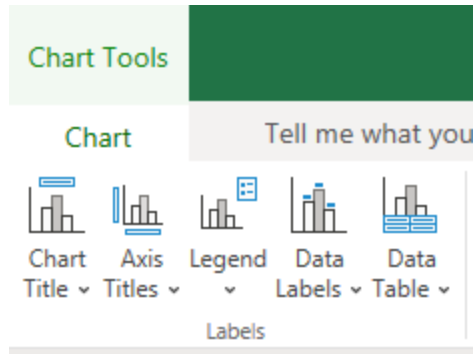 Chart Tools
Chart
Tell me what you
Chart Title
Axis Titles
Legend
Data Labels
Data Table
Labels